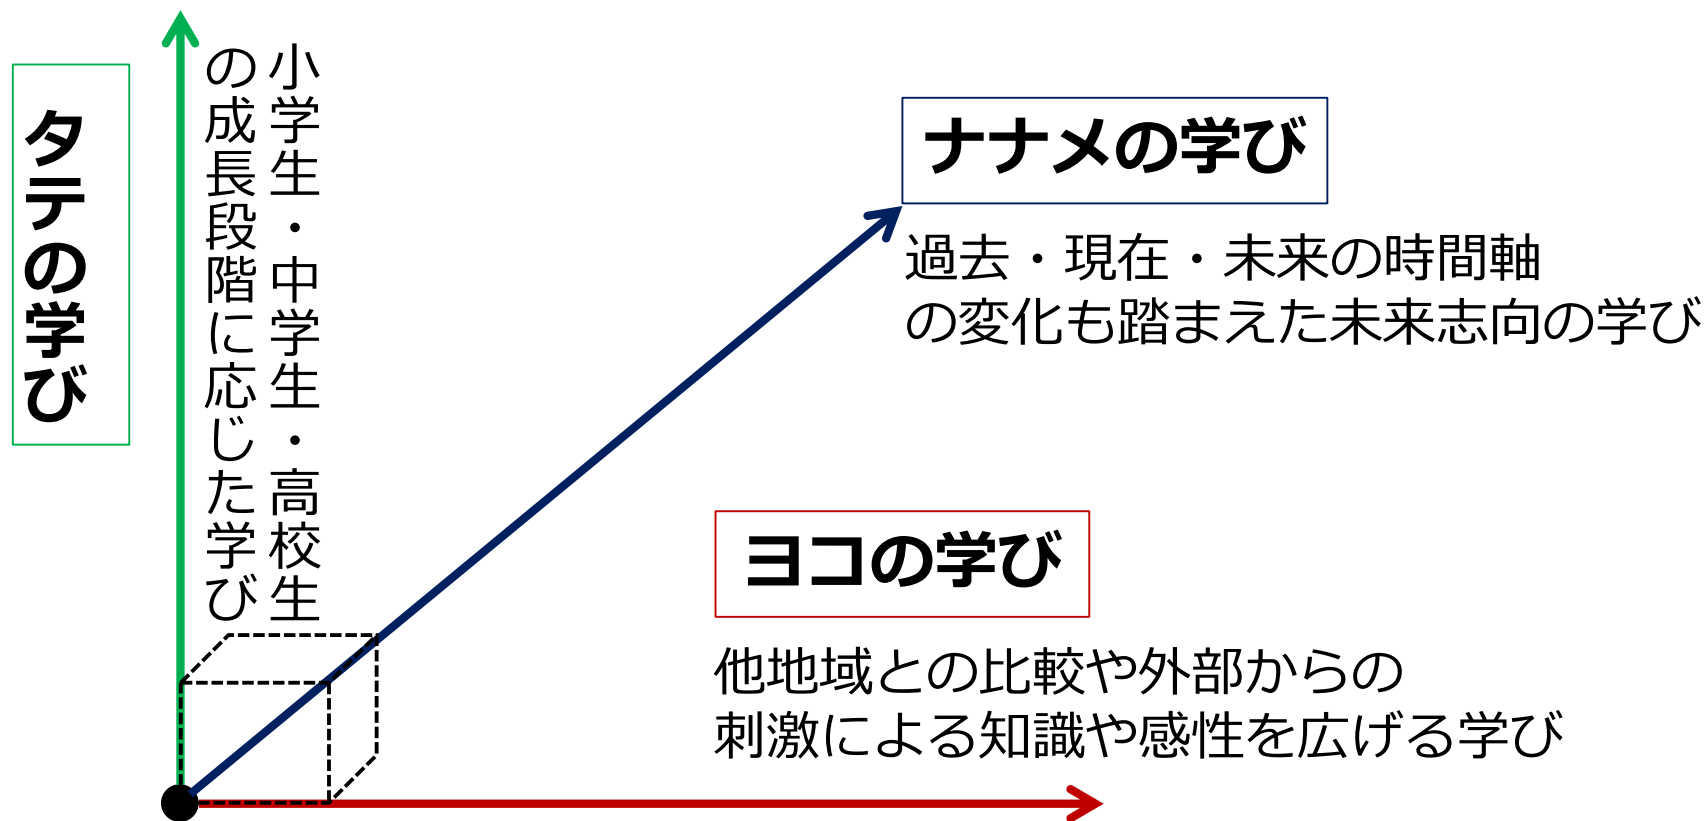 タテの学び
小学生・中学生・高校生
の成長段階に応じた学び
ナナメの学び
過去・現在・未来の時間軸
の変化も踏まえた未来志向の学び
ヨコの学び
他地域との比較や外部からの
刺激による知識や感性を広げる学び